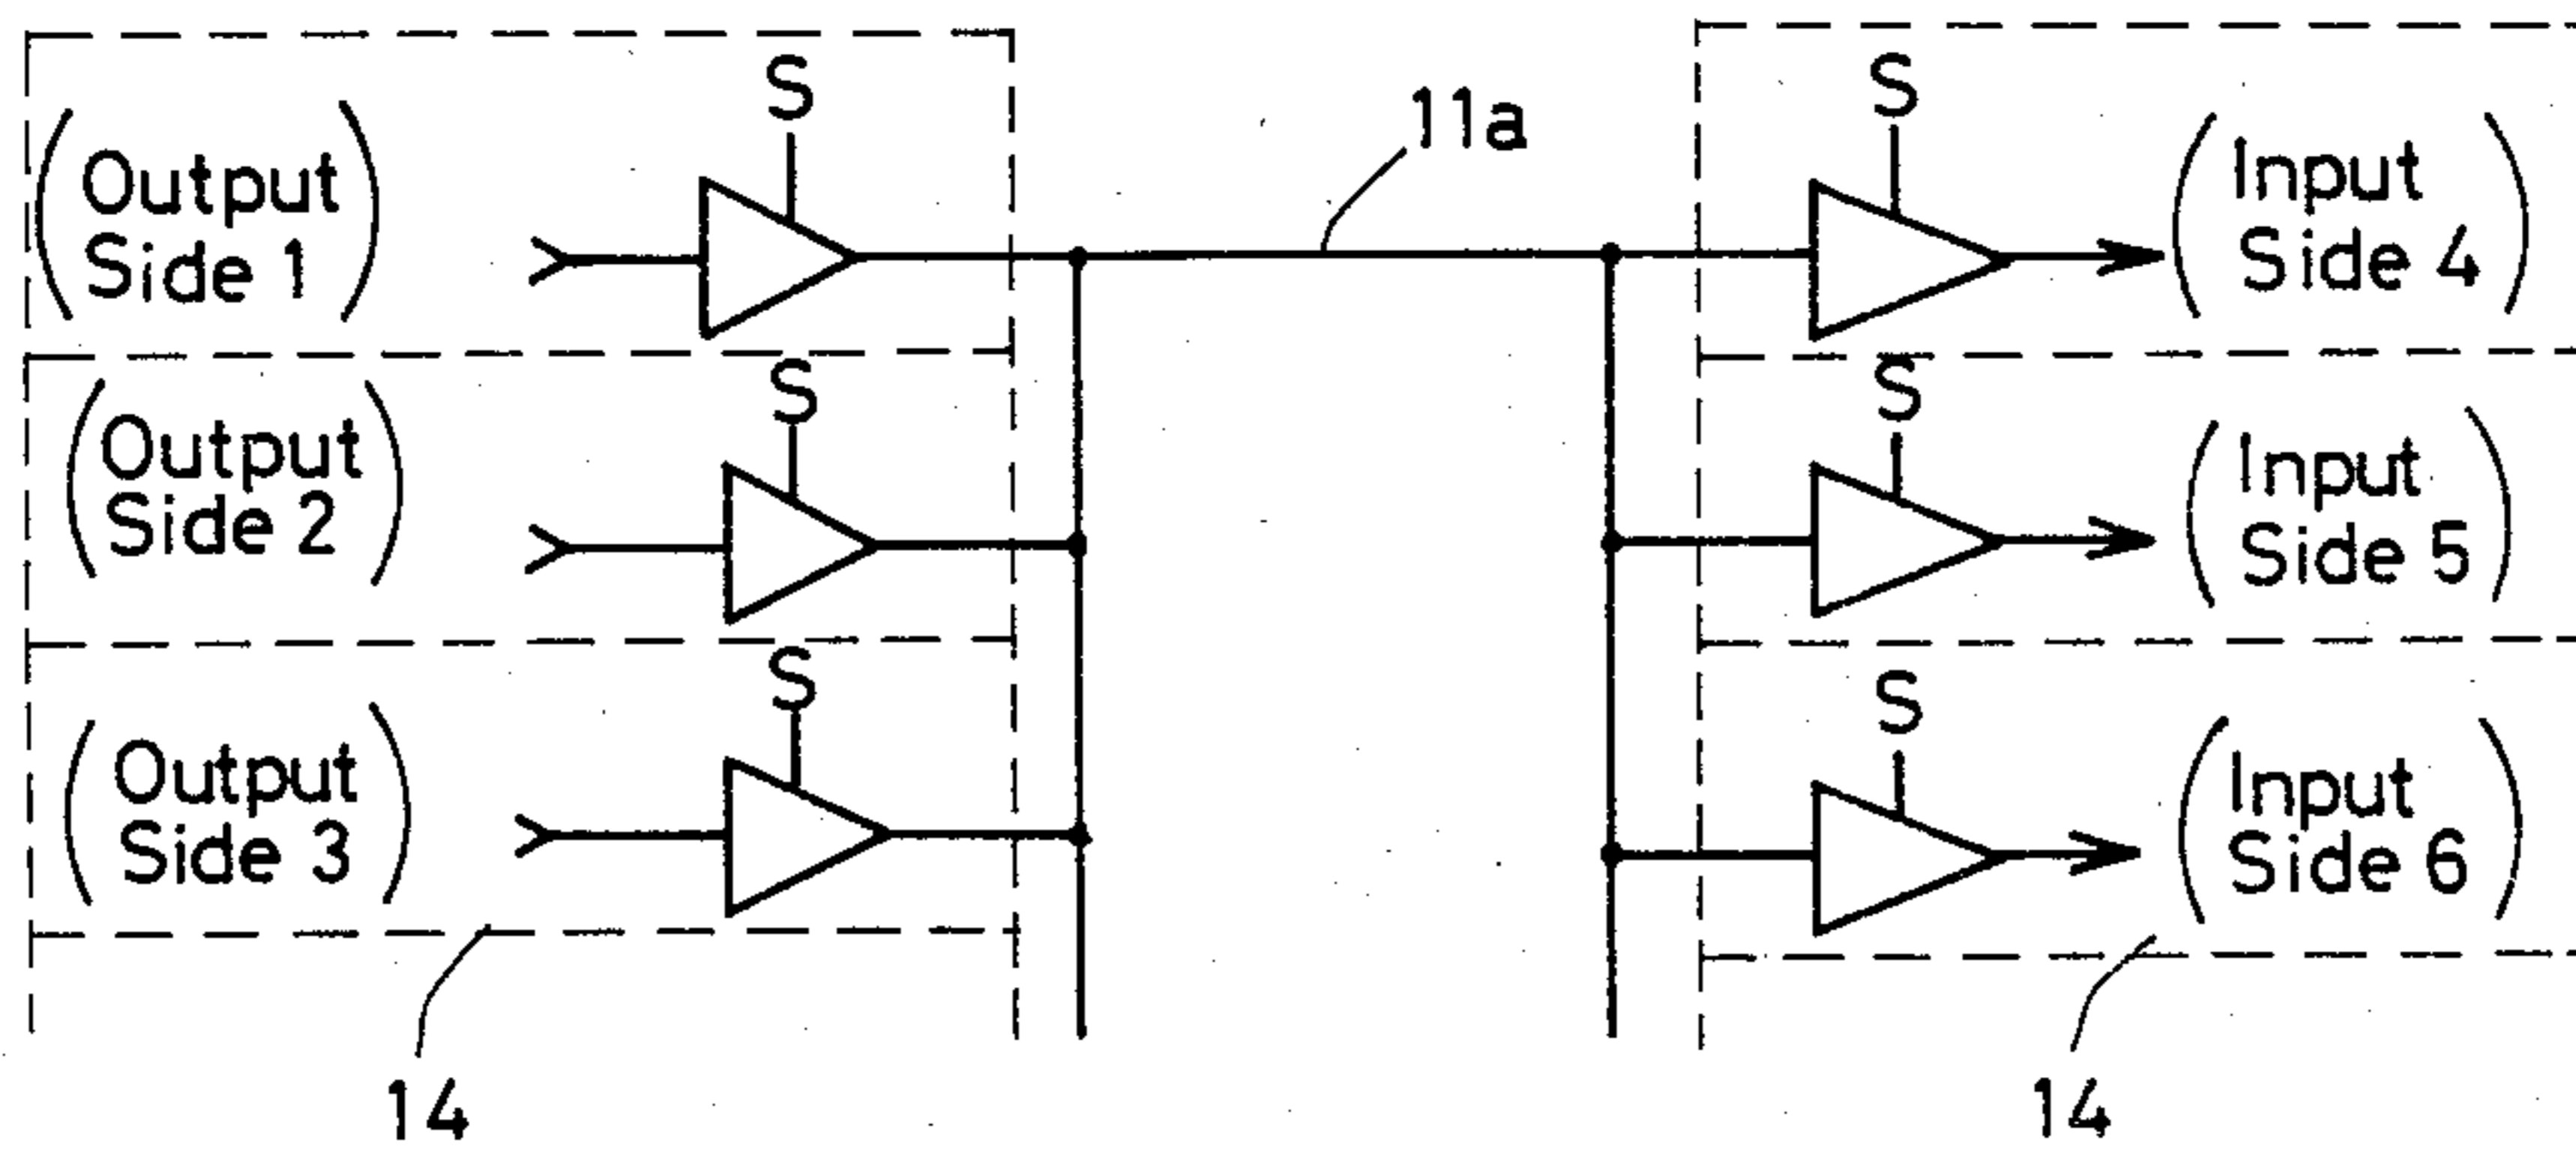 S
(Output
Side 1)
11a
S
(Input
Side 4)
S
(Output
Side 2)
S
(Input
Side 5)
S
(Output
Side 3)
S
(Input
Side 6)
14
14